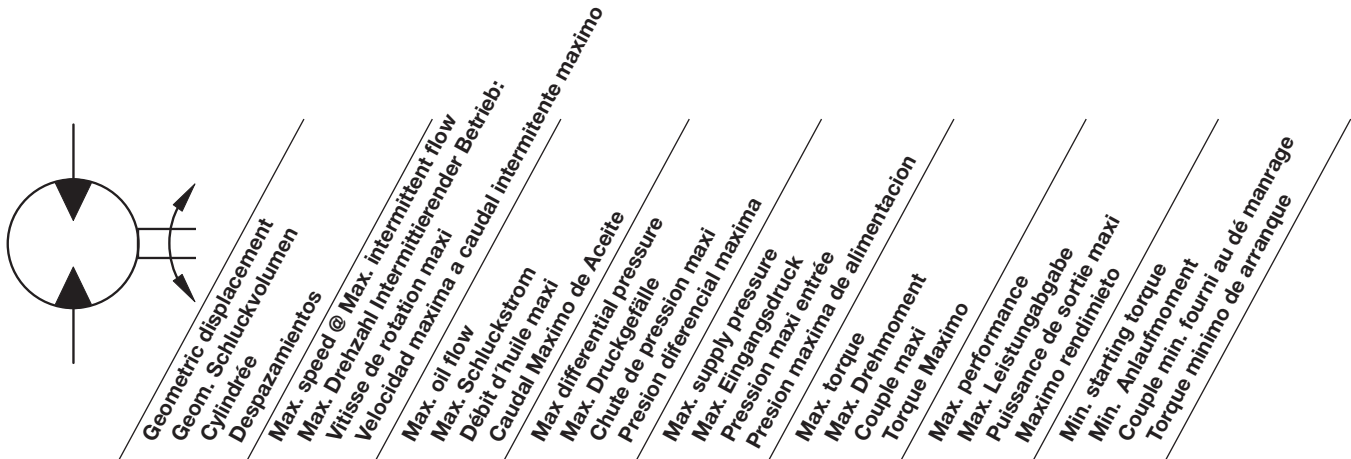 Geometric displacement
Geom. Schluckvolumen
Cylindrée
Despazamientos
Max. speed @ Max. intermittent flow
Max. Drehzahl Intermittierender Betrieb:
Vitisse de rotation maxi
Velocidad maxima a caudal intermitente maximo
Max. oil flow
Max. Schluckstrom
Débit d'huile maxi
Caudal Maximo de Aceite
Max differential pressure
Max. Druckgefälle
Chute de pression maxi
Presion diferencial maxima
Max. supply pressure
Max. Eingangsdruck
Pression maxi entrée
Presion maxima de alimentacion
Max. torque
Max. Drehmoment
Couple maxi
Torque Maximo
Max. performance
Max. Leistungabgabe
Puissance de sortie maxi
Maximo rendimieto
Min. starting torque
Min. Anlaufmoment
Couple min. fourni au dé manrage
Torque minimo de arranque